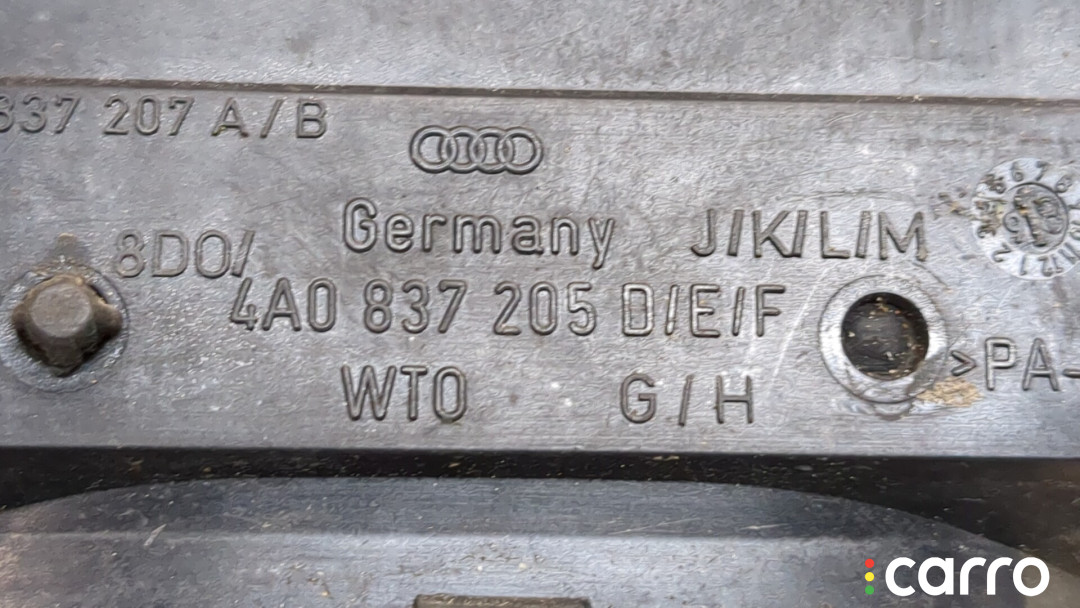 837 207 A/B
Germany J/K/L/M
8D0/
4A0 837 205 D/E/F
>PA-
WTO G/H
carro